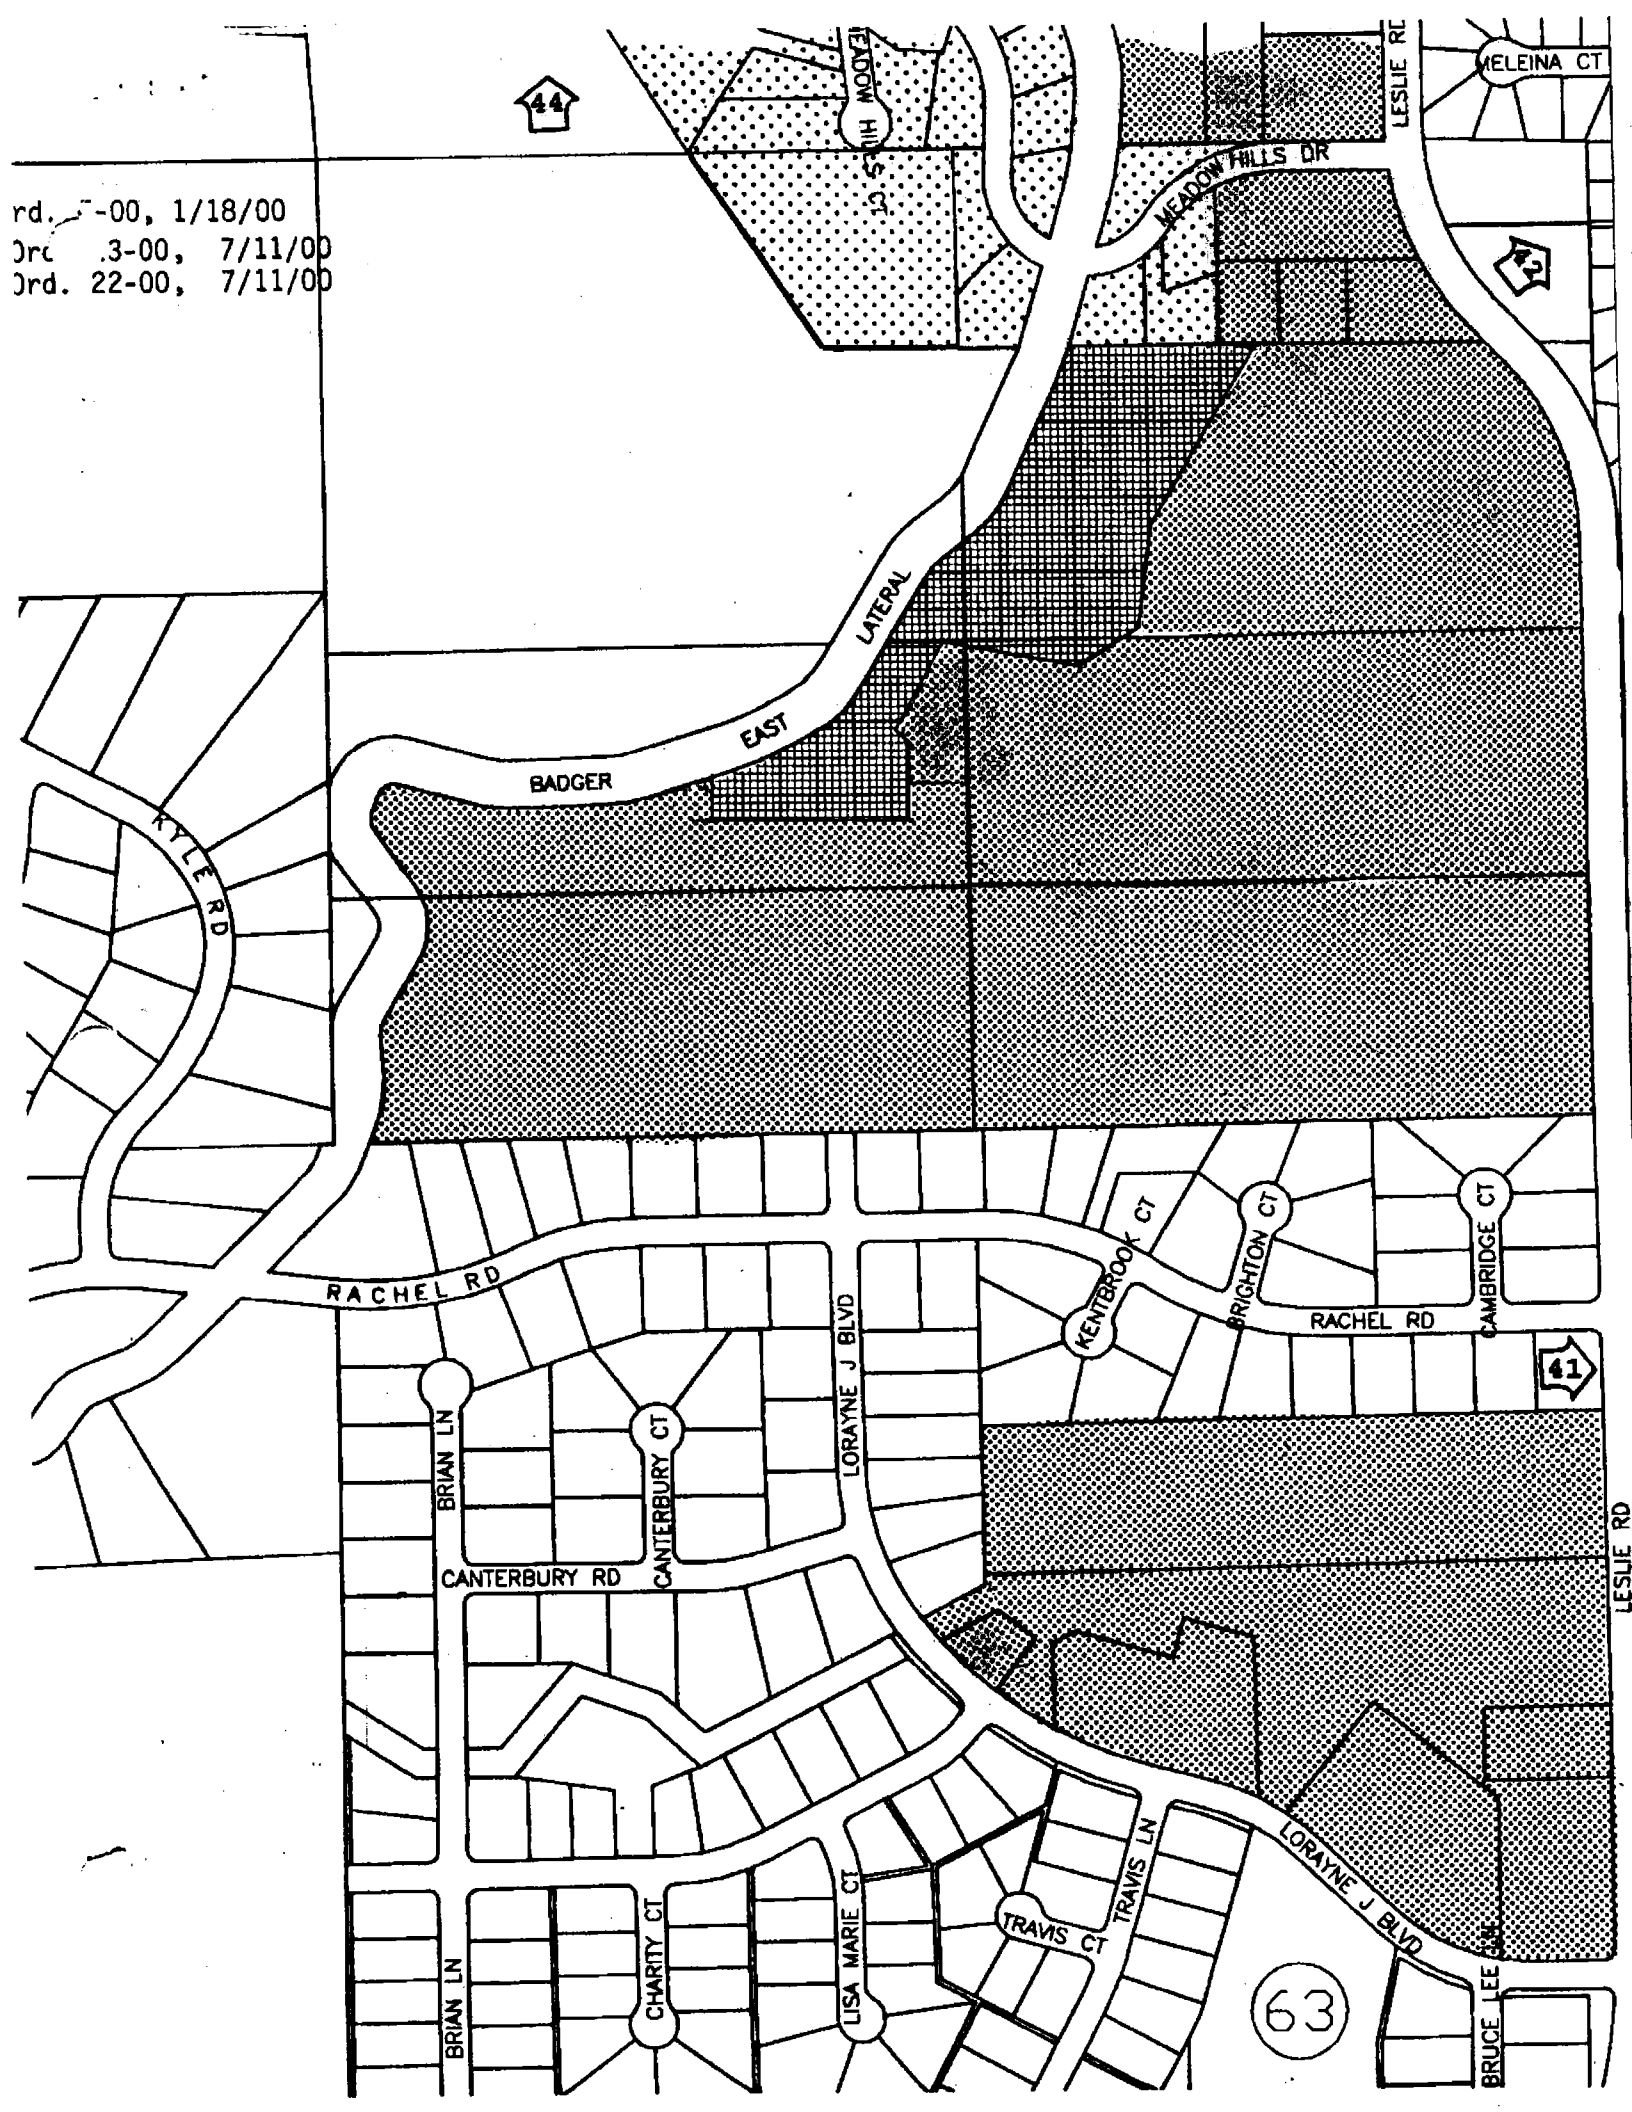 MEADOW HILLS CT
LESLIE RD
MELEINA CT
44
MEADOW HILLS DR
rd. -00, 1/18/00
Ord .3-00, 7/11/00
Ord. 22-00, 7/11/00
42
LATERAL
EAST
BADGER
KYLE RD
KENTBROOK CT
BRIGHTON CT
CAMBRIDGE CT
RACHEL RD
RACHEL RD
LORAYNE J BLVD
41
BRIAN LN
CANTERBURY CT
LESLIE RD
CANTERBURY RD
LORAYNE J BLVD
TRAVIS LN
TRAVIS CT
CHARITY CT
LISA MARIE CT
BRIAN LN
63
BRUCE LEE LN